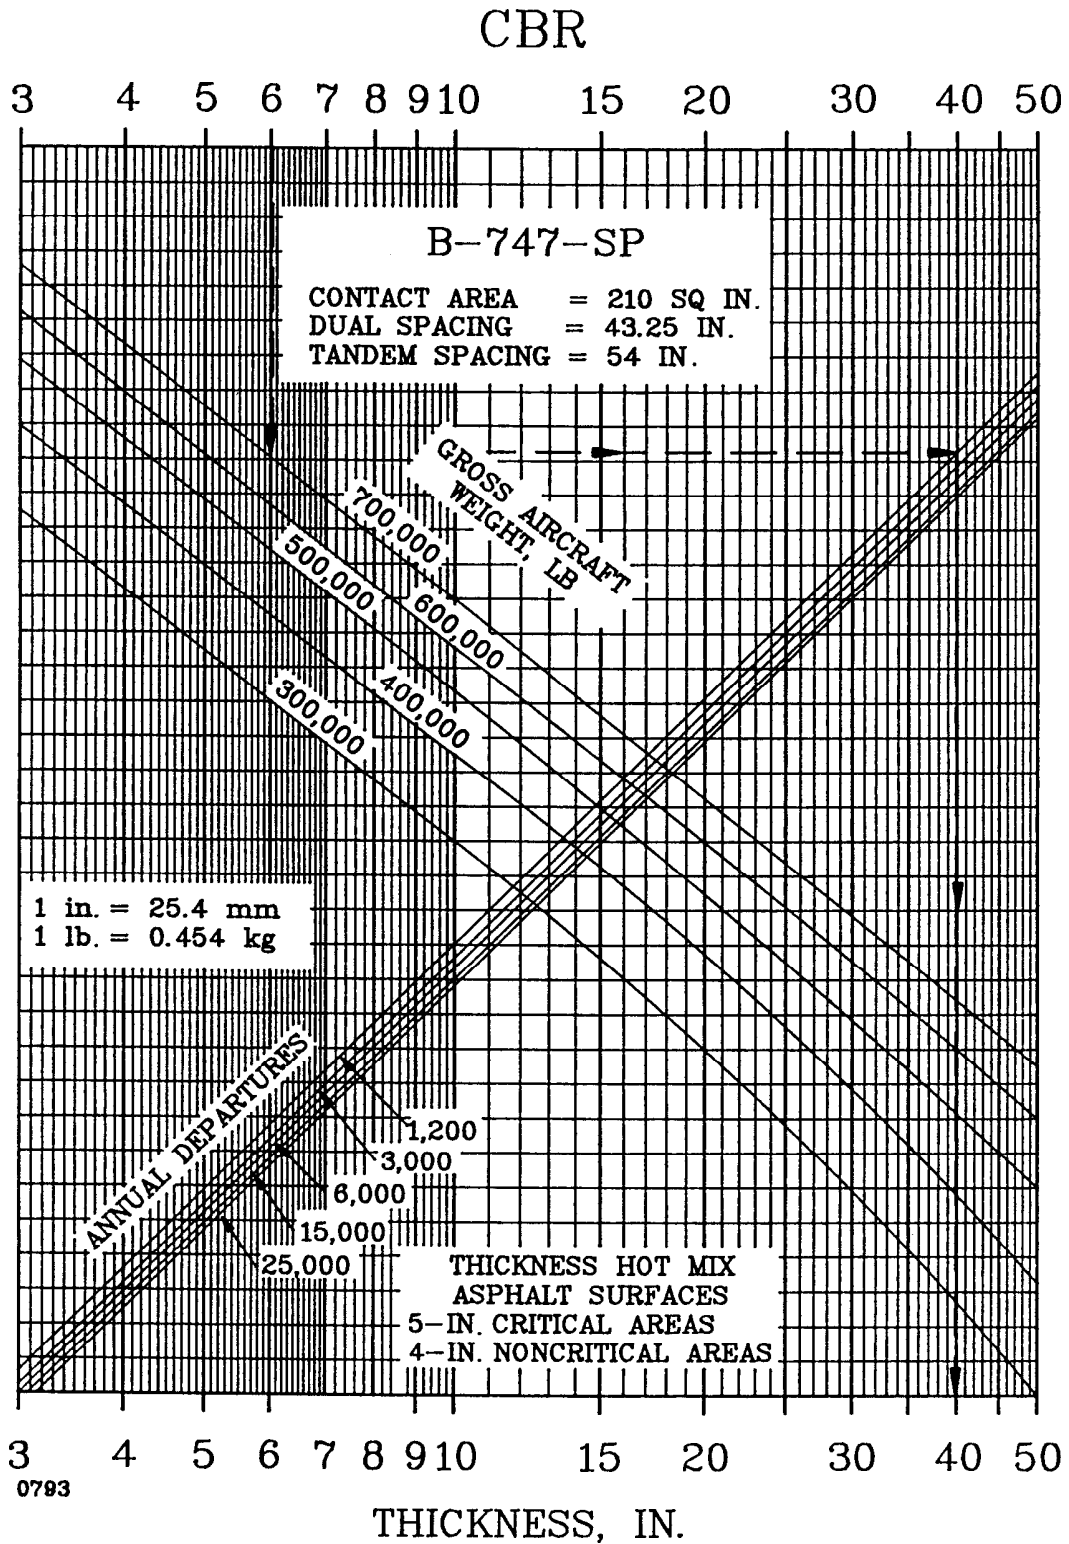 CBR
3 4 5 6 7 8 9 10 15 20 30 40 50
B-747-SP
CONTACT AREA = 210 SQ IN.
DUAL SPACING = 43.25 IN.
TANDEM SPACING = 54 IN.
GROSS AIRCRAFT
WEIGHT, LB
700,000
500,000
600,000
400,000
300,000
1 in. = 25.4 mm
1 lb. = 0.454 kg
ANNUAL DEPARTURES
1,200
3,000
6,000
15,000
25,000
THICKNESS HOT MIX
ASPHALT SURFACES
5-IN. CRITICAL AREAS
4-IN. NONCRITICAL AREAS
3 4 5 6 7 8 9 10 15 20 30 40 50
0793
THICKNESS, IN.